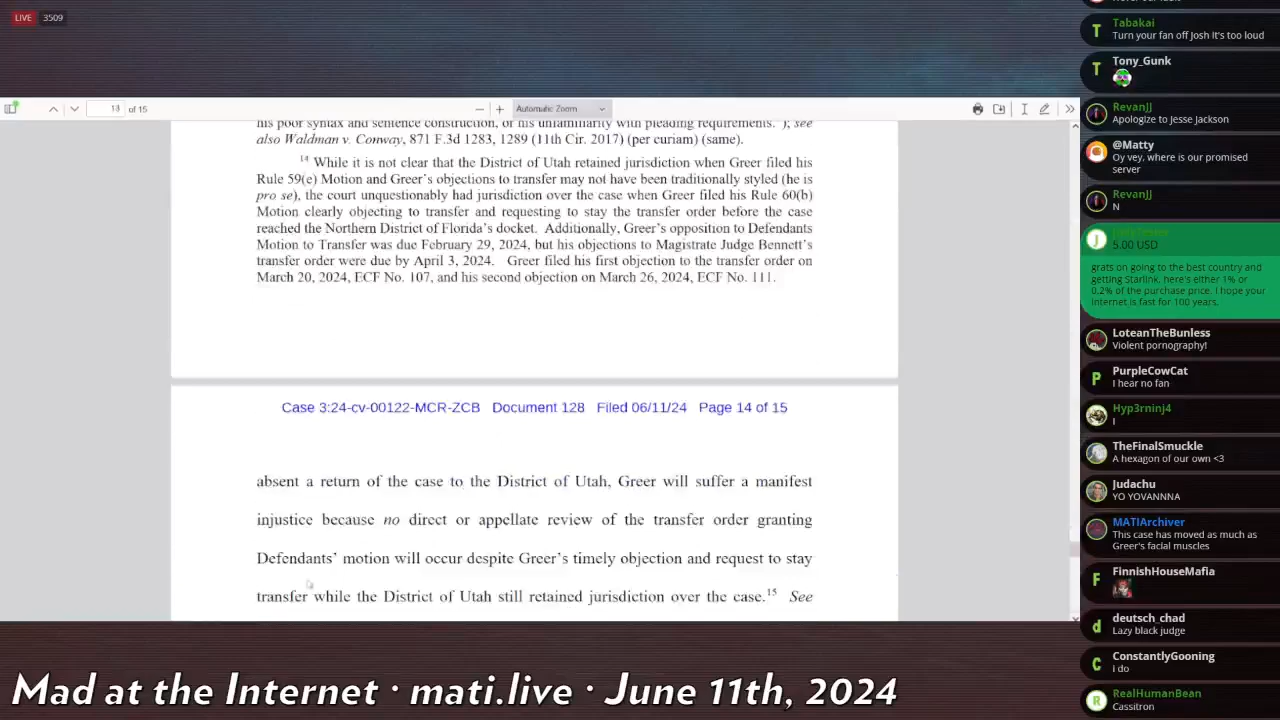 LIVE 3509
13 of 15
Automatic Zoom
his poor syntax and sentence construction, or his unfamiliarity with pleading requirements."); see
also Waldman v. Conway, 871 F.3d 1283, 1289 (11th Cir. 2017) (per curiam) (same).
14 While it is not clear that the District of Utah retained jurisdiction when Greer filed his
Rule 59(e) Motion and Greer's objections to transfer may not have been traditionally styled (he is
pro se), the court unquestionably had jurisdiction over the case when Greer filed his Rule 60(b)
Motion clearly objecting to transfer and requesting to stay the transfer order before the case
reached the Northern District of Florida's docket. Additionally, Greer's opposition to Defendants
Motion to Transfer was due February 29, 2024, but his objections to Magistrate Judge Bennett's
transfer order were due by April 3, 2024. Greer filed his first objection to the transfer order on
March 20, 2024, ECF No. 107, and his second objection on March 26, 2024, ECF No. 111.
Case 3:24-cv-00122-MCR-ZCB Document 128 Filed 06/11/24 Page 14 of 15
absent a return of the case to the District of Utah, Greer will suffer a manifest
injustice because no direct or appellate review of the transfer order granting
Defendants' motion will occur despite Greer's timely objection and request to stay
transfer while the District of Utah still retained jurisdiction over the case.15 See
Tabakai
Turn your fan off Josh it's too loud
Tony_Gunk
RevanJJ
Apologize to Jesse Jackson
@Matty
Oy vey, where is our promised
server
RevanJJ
N
5.00 USD
grats on going to the best country and
getting Starlink. here's either 1% or
0.2% of the purchase price. I hope your
internet is fast for 100 years.
LoteanTheBunless
Violent pornography!
PurpleCowCat
I hear no fan
Hyp3rninj4
I
TheFinalSmuckle
A hexagon of our own <3
Judachu
YO YOVANNNA
MATIArchiver
This case has moved as much as
Greer's facial muscles
FinnishHouseMafia
deutsch_chad
Lazy black judge
ConstantlyGooning
i do
RealHumanBean
Cassitron
Mad at the Internet · mati.live · June 11th, 2024